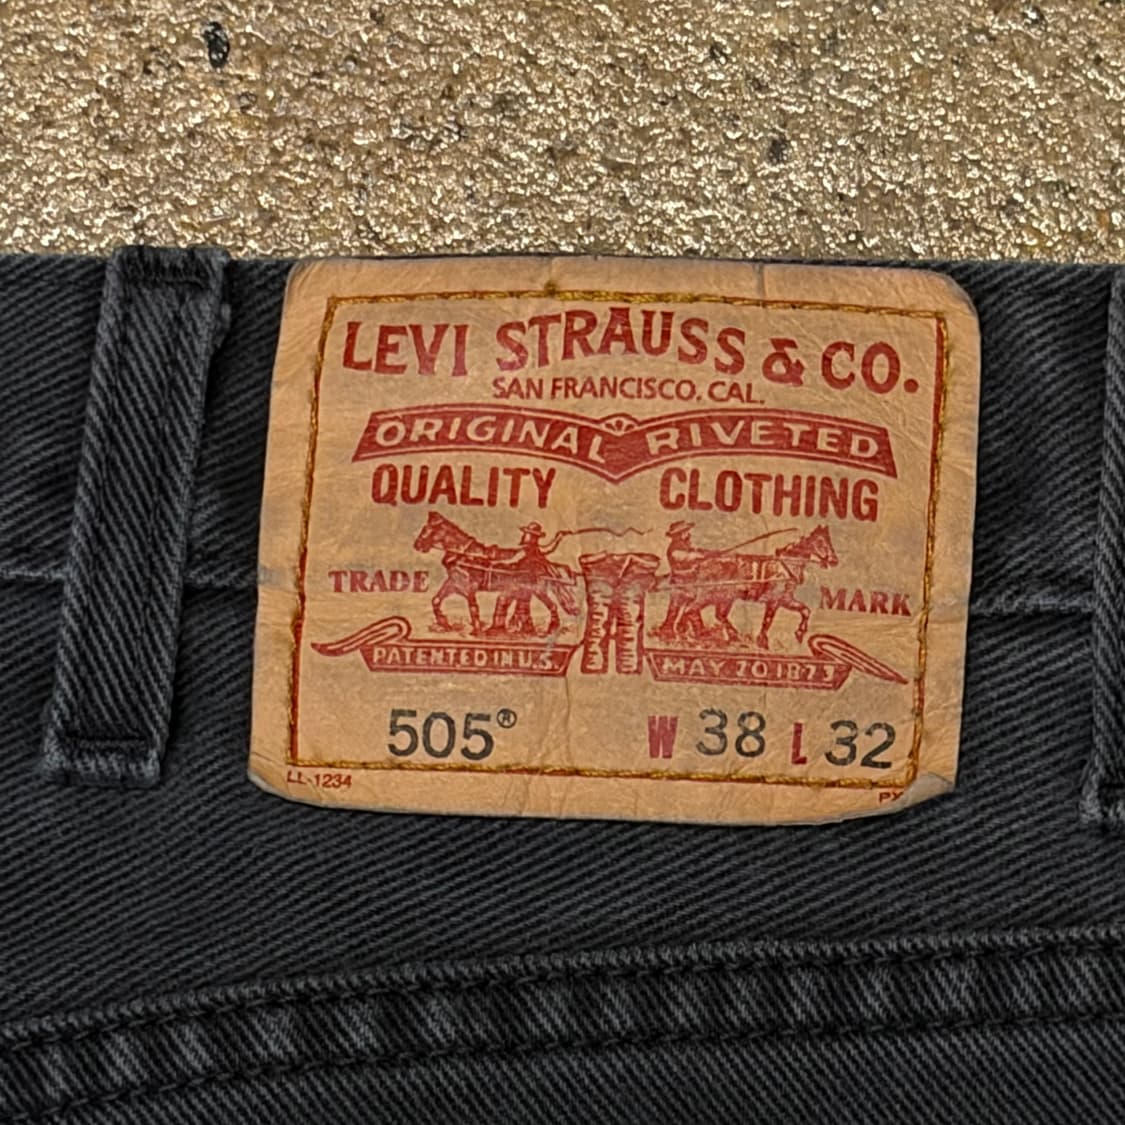 LEVI STRAUSS & CO.
SAN FRANCISCO. CAL.
ORIGINAL RIVETED
QUALITY CLOTHING
TRADE MARK
PATENTED IN U.S. MAY 20 1873
505® W 38 L 32
LL-1234 PX